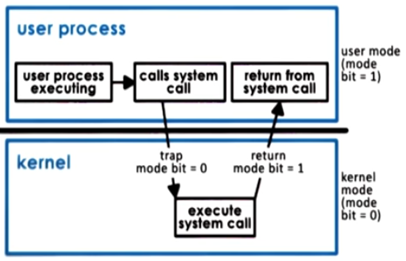 user process
user process
executing
calls system
call
return from
system call
user mode
(mode
bit = 1)
kernel
trap
mode bit = 0
return
mode bit = 1
execute
system call
kernel
mode
(mode
bit = 0)